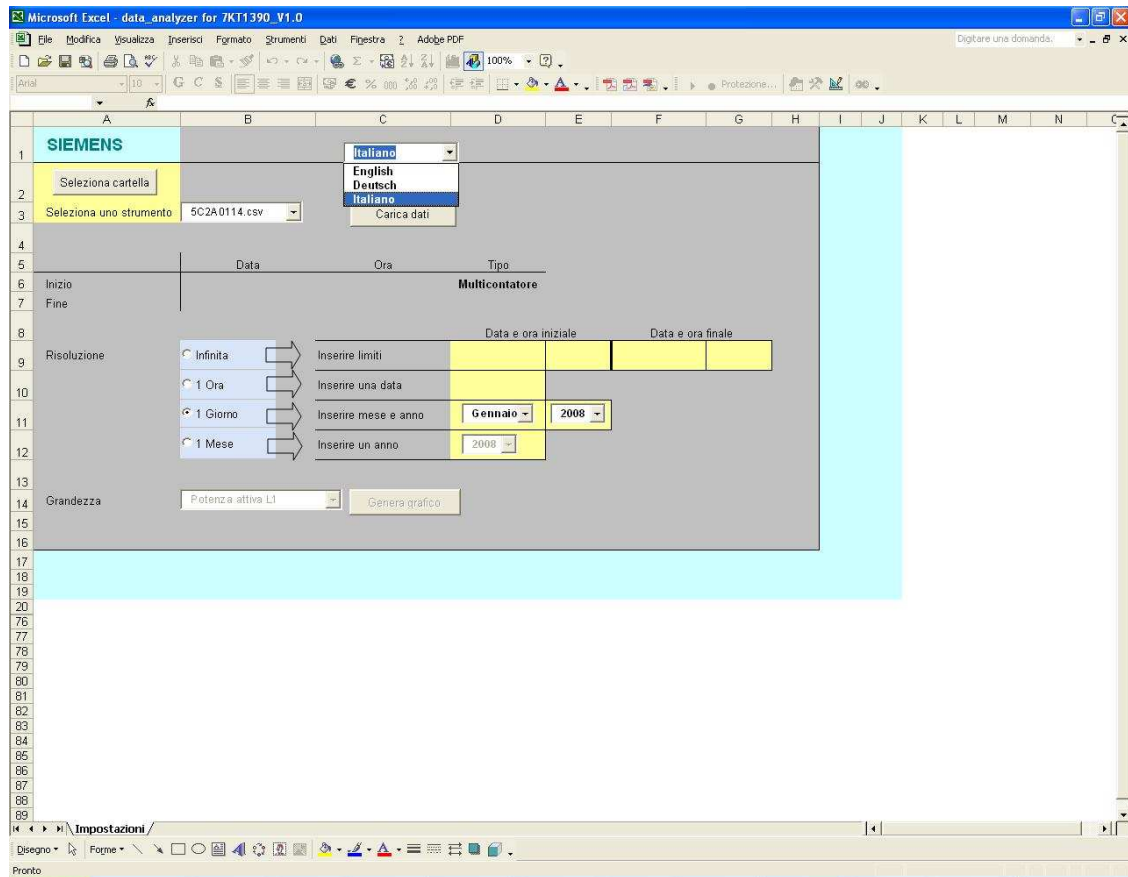 Microsoft Excel - data_analyzer for 7KT1390_V1.0
File Modifica Visualizza Inserisci Formato Strumenti Dati Finestra ? Adobe PDF Digitare una domanda.
100%
Arial 10 G C S % 000 Protezione...
fx
A B C D E F G H I J K L M N
1 SIEMENS Italiano
English
Deutsch
Italiano
2 Seleziona cartella
3 Seleziona uno strumento 5C2A0114.csv Carica dati
4
5 Data Ora Tipo
6 Inizio Multicontatore
7 Fine
8 Data e ora iniziale Data e ora finale
9 Risoluzione Infinita Inserire limiti
10 1 Ora Inserire una data
11 1 Giorno Inserire mese e anno Gennaio 2008
12 1 Mese Inserire un anno 2008
13
14 Grandezza Potenza attiva L1 Genera grafico
15
16
17
18
19
20
76
77
78
79
80
81
82
83
84
85
86
87
88
89
Impostazioni
Disegno Forme
Pronto